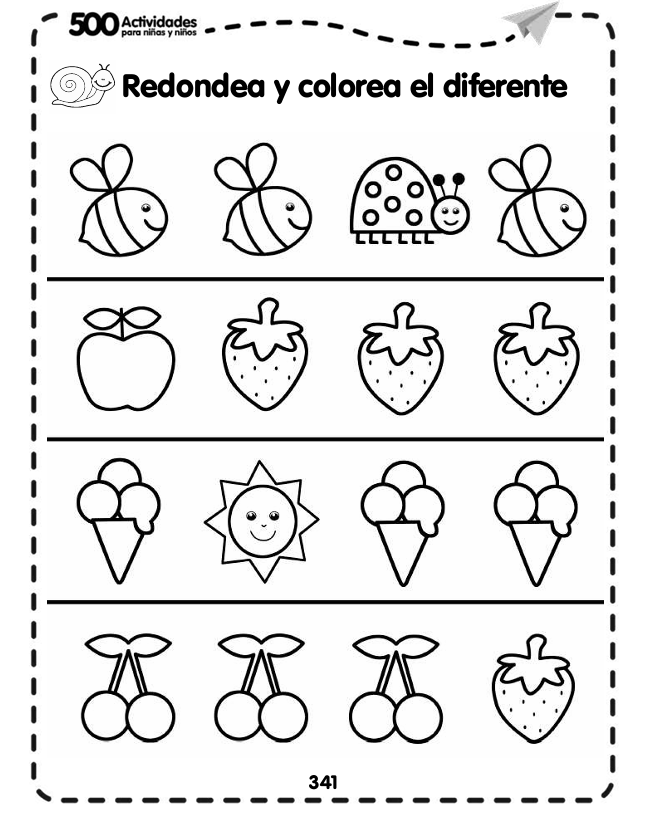 500 Actividades
para niñas y niños
Redondea y colorea el diferente
341